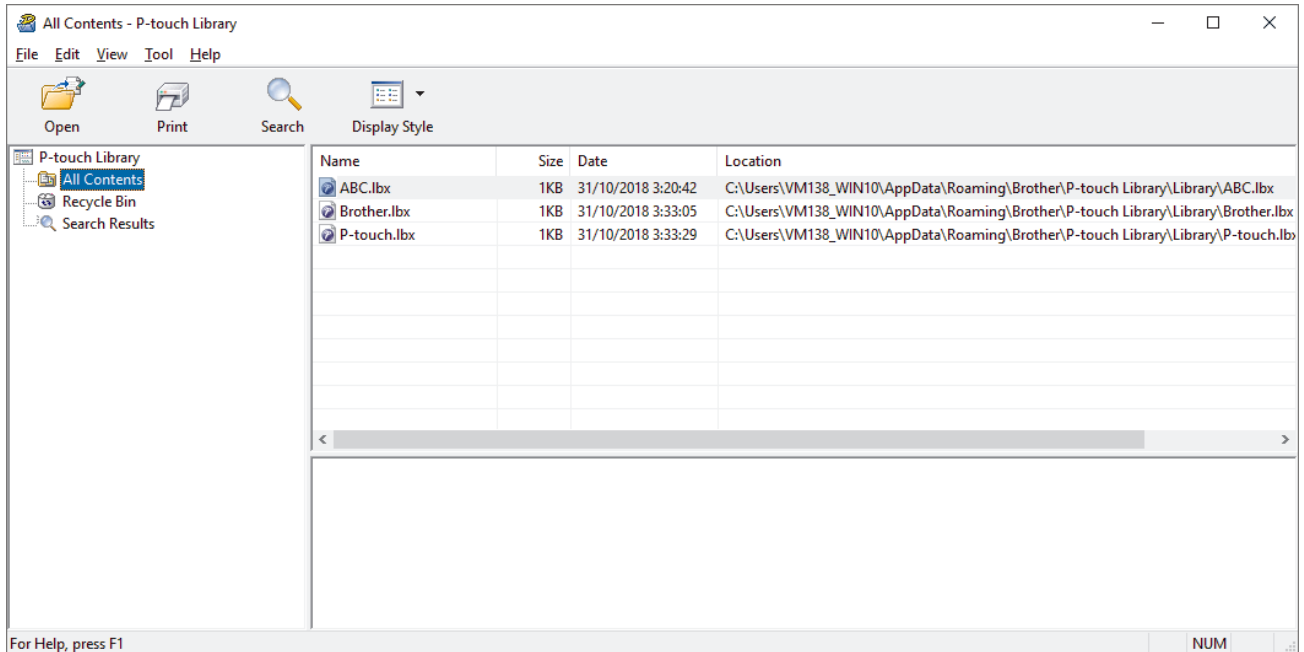 All Contents - P-touch Library
File Edit View Tool Help
Open Print Search Display Style
P-touch Library
All Contents
Recycle Bin
Search Results
Name Size Date Location
ABC.lbx 1KB 31/10/2018 3:20:42 C:\Users\VM138_WIN10\AppData\Roaming\Brother\P-touch Library\Library\ABC.lbx
Brother.lbx 1KB 31/10/2018 3:33:05 C:\Users\VM138_WIN10\AppData\Roaming\Brother\P-touch Library\Library\Brother.lbx
P-touch.lbx 1KB 31/10/2018 3:33:29 C:\Users\VM138_WIN10\AppData\Roaming\Brother\P-touch Library\Library\P-touch.lbx
For Help, press F1 NUM